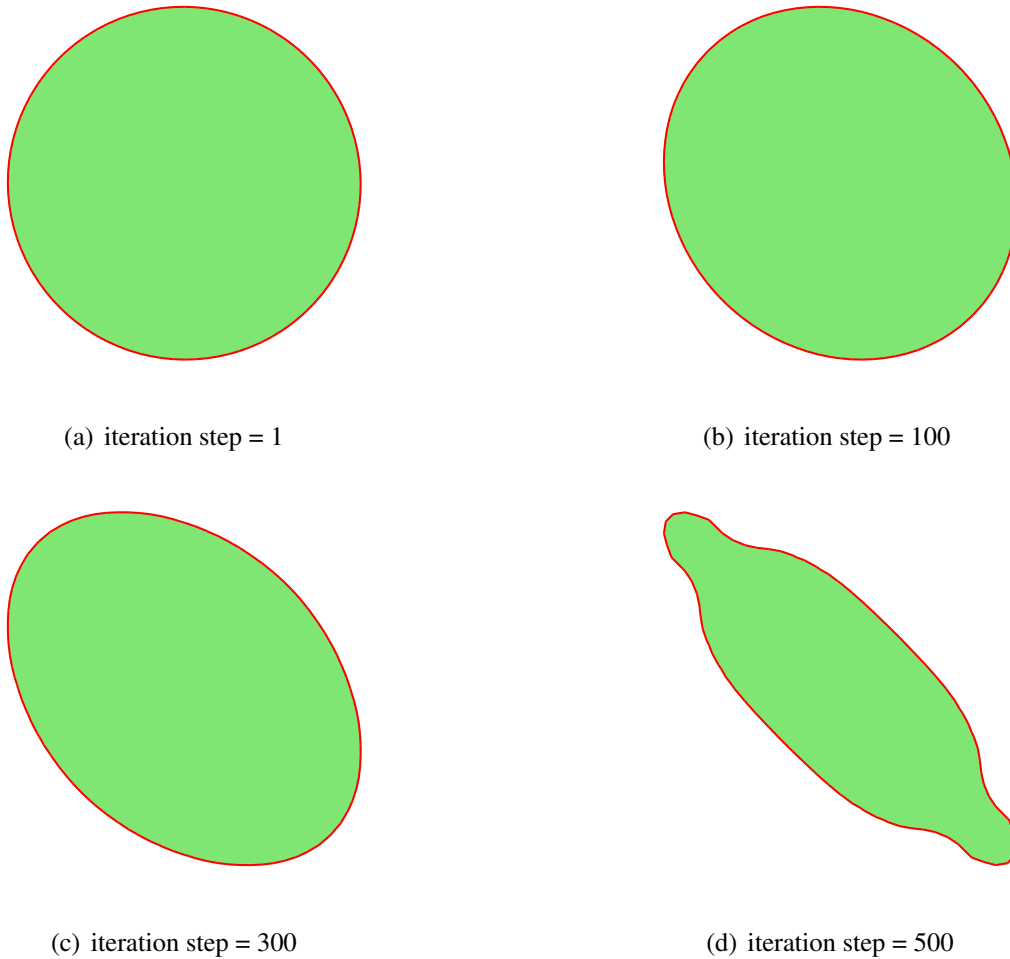 (a) iteration step = 1
(b) iteration step = 100
(c) iteration step = 300
(d) iteration step = 500